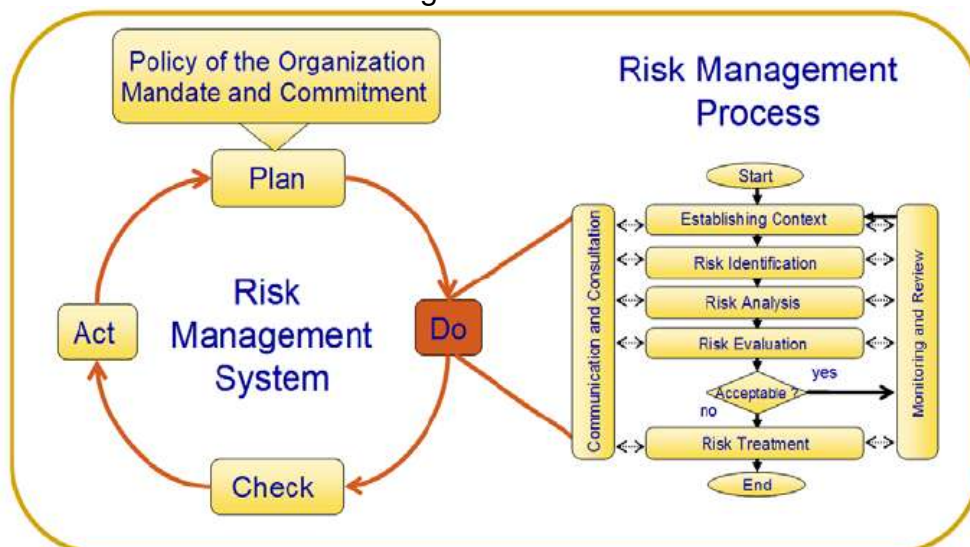 Policy of the Organization
Mandate and Commitment
Plan
Do
Check
Act
Risk
Management
System
Risk Management
Process
Start
Establishing Context
Risk Identification
Risk Analysis
Risk Evaluation
Acceptable ?
yes
no
Risk Treatment
End
Communication and Consultation
Monitoring and Review